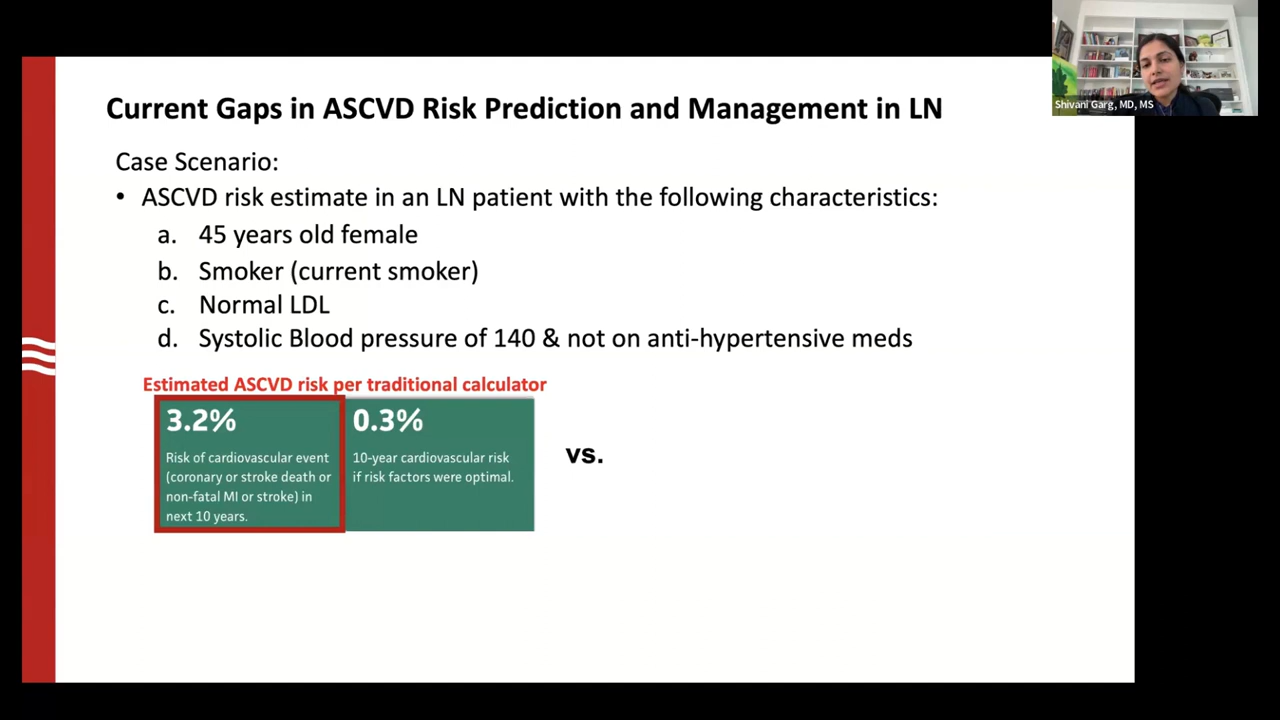 Shivani Garg, MD, MS
Current Gaps in ASCVD Risk Prediction and Management in LN
Case Scenario:
• ASCVD risk estimate in an LN patient with the following characteristics:
a. 45 years old female
b. Smoker (current smoker)
c. Normal LDL
d. Systolic Blood pressure of 140 & not on anti-hypertensive meds
Estimated ASCVD risk per traditional calculator
3.2%
Risk of cardiovascular event
(coronary or stroke death or
non-fatal MI or stroke) in
next 10 years.
0.3%
10-year cardiovascular risk
if risk factors were optimal.
vs.